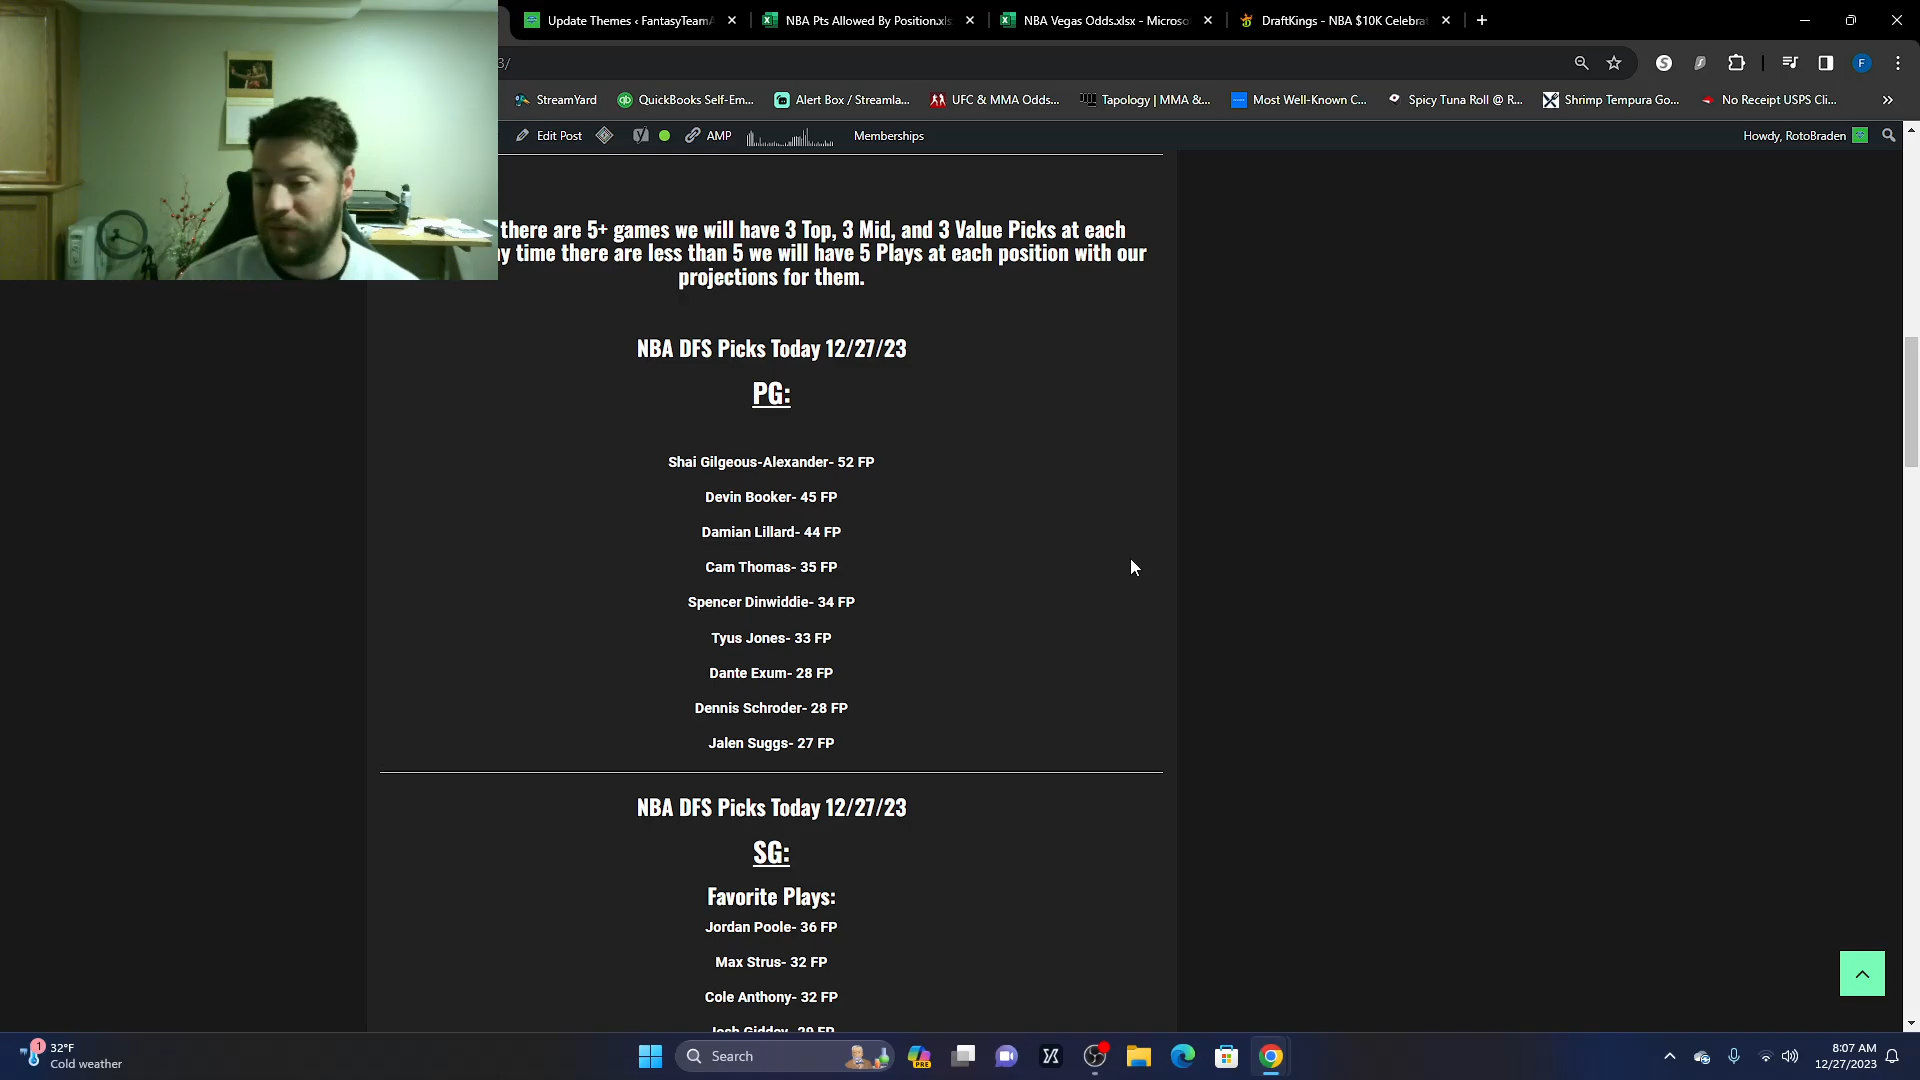 Update Themes ‹ FantasyTeamA
NBA Pts Allowed By Position.xls
NBA Vegas Odds.xlsx - Microso
DraftKings - NBA $10K Celebrat
3/
F
StreamYard
QuickBooks Self-Em...
Alert Box / Streamla...
UFC & MMA Odds...
Tapology | MMA &...
Most Well-Known C...
Spicy Tuna Roll @ R...
Shrimp Tempura Go...
No Receipt USPS Cli...
»
Edit Post
AMP
Memberships
Howdy, RotoBraden
there are 5+ games we will have 3 Top, 3 Mid, and 3 Value Picks at each
y time there are less than 5 we will have 5 Plays at each position with our
projections for them.
NBA DFS Picks Today 12/27/23
PG:
Shai Gilgeous-Alexander- 52 FP
Devin Booker- 45 FP
Damian Lillard- 44 FP
Cam Thomas- 35 FP
Spencer Dinwiddie- 34 FP
Tyus Jones- 33 FP
Dante Exum- 28 FP
Dennis Schroder- 28 FP
Jalen Suggs- 27 FP
NBA DFS Picks Today 12/27/23
SG:
Favorite Plays:
Jordan Poole- 36 FP
Max Strus- 32 FP
Cole Anthony- 32 FP
Josh Giddey- 29 FP
1
32°F
Cold weather
Search
PRE
8:07 AM
12/27/2023